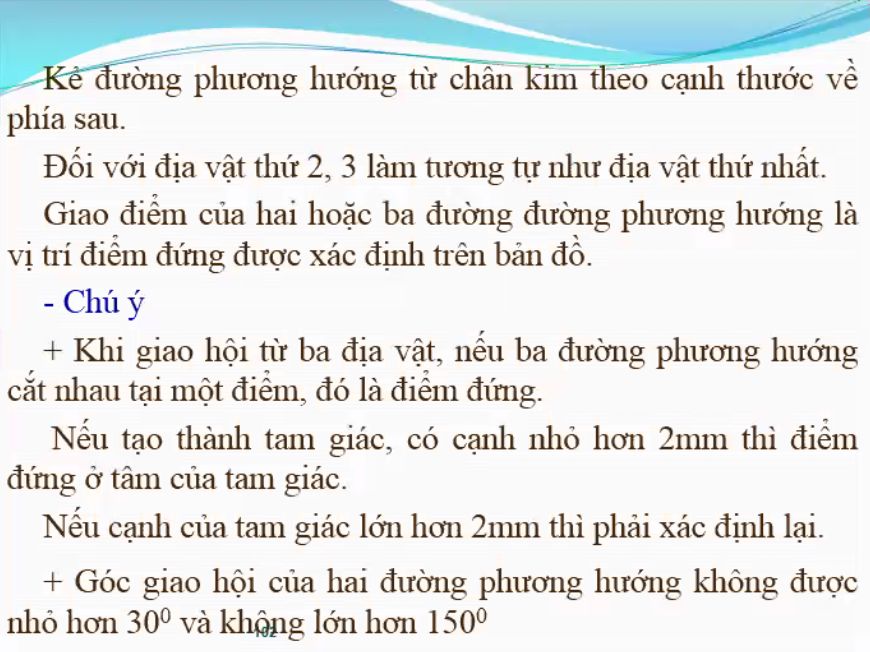 Kẻ đường phương hướng từ chân kim theo cạnh thước về
phía sau.
Đối với địa vật thứ 2, 3 làm tương tự như địa vật thứ nhất.
Giao điểm của hai hoặc ba đường đường phương hướng là
vị trí điểm đứng được xác định trên bản đồ.
- Chú ý
+ Khi giao hội từ ba địa vật, nếu ba đường phương hướng
cắt nhau tại một điểm, đó là điểm đứng.
Nếu tạo thành tam giác, có cạnh nhỏ hơn 2mm thì điểm
đứng ở tâm của tam giác.
Nếu cạnh của tam giác lớn hơn 2mm thì phải xác định lại.
+ Góc giao hội của hai đường phương hướng không được
nhỏ hơn 30⁰ và không lớn hơn 150⁰
102